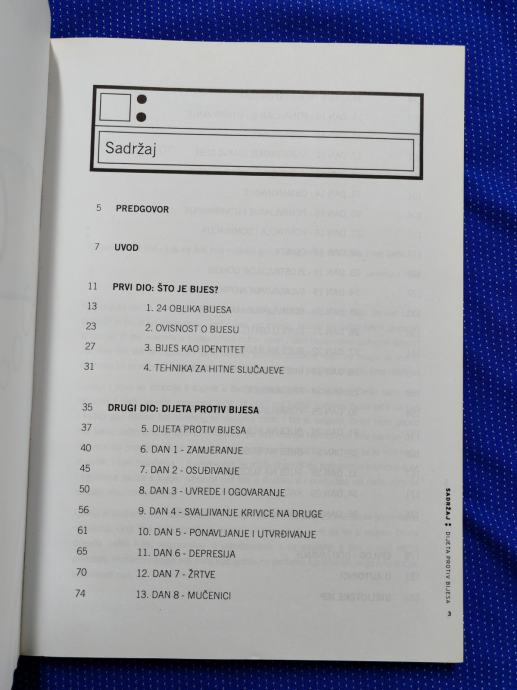 Sadržaj
5 PREDGOVOR
7 UVOD
11 PRVI DIO: ŠTO JE BIJES?
13 1. 24 OBLIKA BIJESA
23 2. OVISNOST O BIJESU
27 3. BIJES KAO IDENTITET
31 4. TEHNIKA ZA HITNE SLUČAJEVE
35 DRUGI DIO: DIJETA PROTIV BIJESA
37 5. DIJETA PROTIV BIJESA
40 6. DAN 1 - ZAMJERANJE
45 7. DAN 2 - OSUĐIVANJE
50 8. DAN 3 - UVREDE I OGOVARANJE
56 9. DAN 4 - SVALJIVANJE KRIVICE NA DRUGE
61 10. DAN 5 - PONAVLJANJE I UTVRĐIVANJE
65 11. DAN 6 - DEPRESIJA
70 12. DAN 7 - ŽRTVE
74 13. DAN 8 - MUČENICI
SADRŽAJ : DIJETA PROTIV BIJESA
3